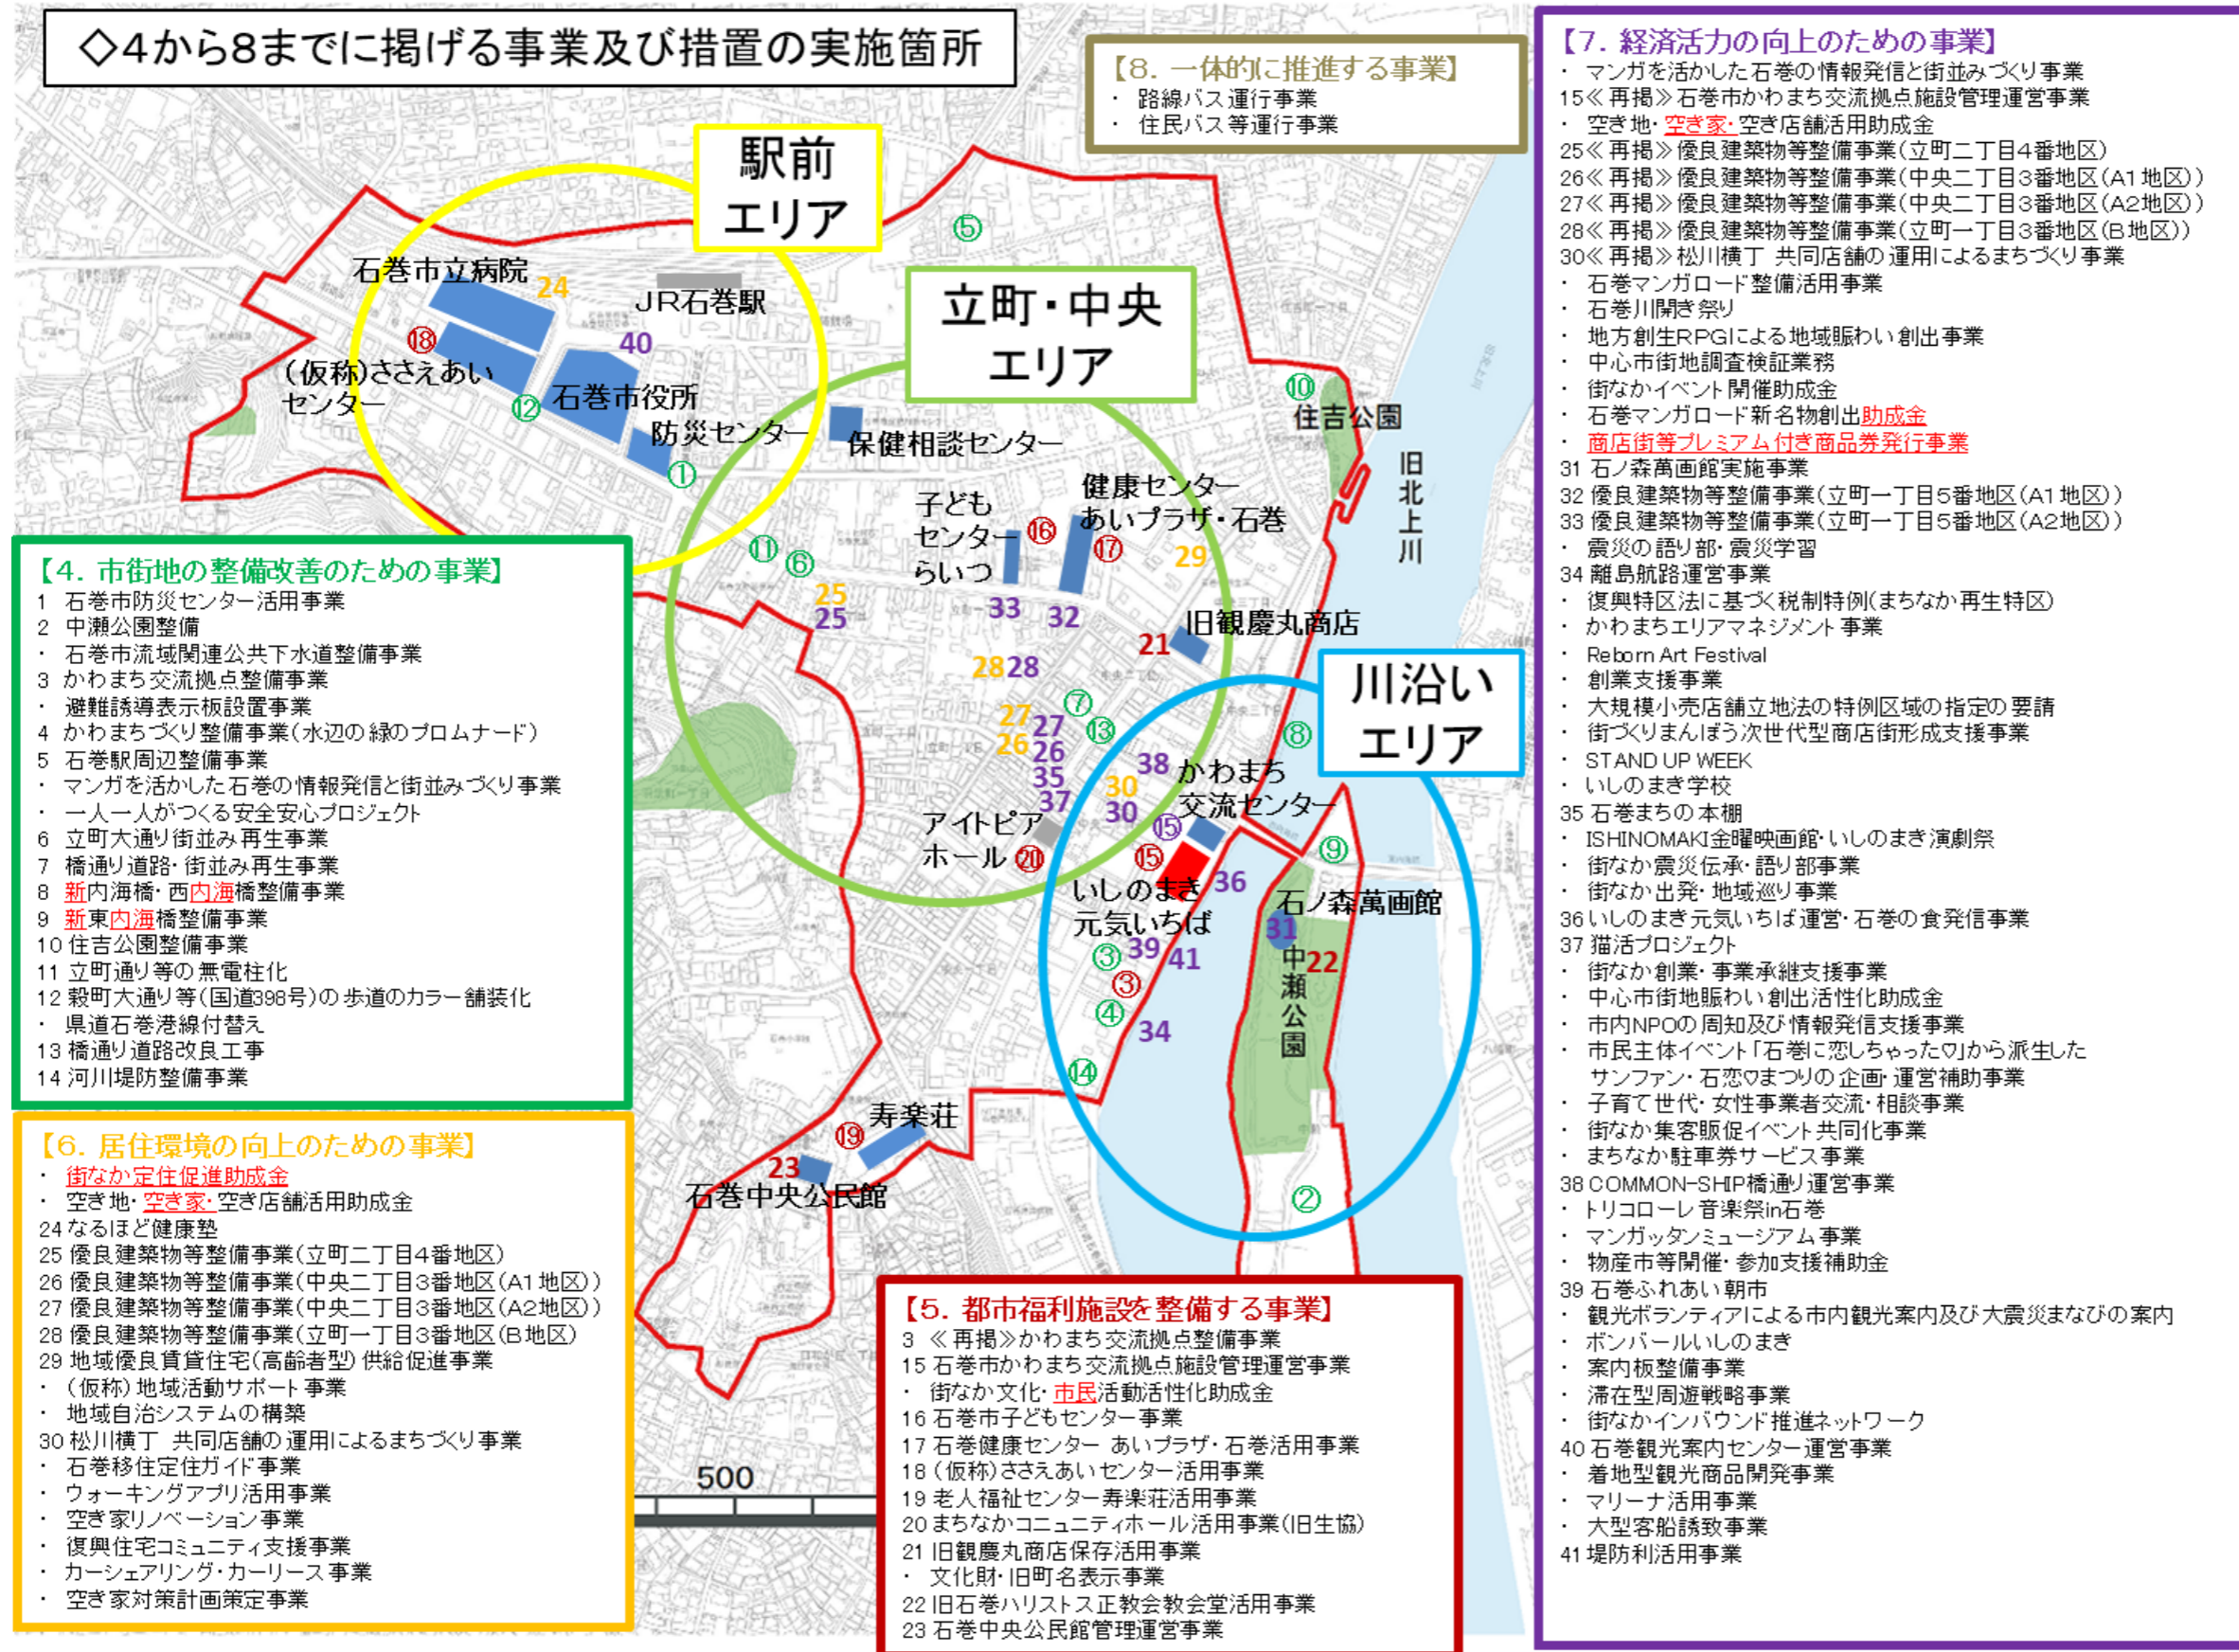 ◇4から8までに掲げる事業及び措置の実施箇所
【8. 一体的に推進する事業】
・ 路線バス運行事業
・ 住民バス等運行事業
駅前
エリア
立町・中央
エリア
川沿い
エリア
石巻市立病院
24
JR石巻駅
⑤
40
⑱
(仮称)ささえあい
センター
⑫
石巻市役所
防災センター
①
保健相談センター
⑩
住吉公園
旧北上川
子ども
センター
らいつ
⑯
健康センター
あいプラザ・石巻
⑰
29
⑪
⑥
25
25
33
32
21
旧観慶丸商店
28
28
⑦
27
27
⑬
26
26
35
37
38
30
30
かわまち
交流センター
⑮
⑮
⑧
⑨
アイトピア
ホール
⑳
いしのまき
元気いちば
36
石ノ森萬画館
31
中瀬公園
22
③
39
41
③
④
34
⑭
②
寿楽荘
⑲
23
石巻中央公民館
500
【4. 市街地の整備改善のための事業】
1 石巻市防災センター活用事業
2 中瀬公園整備
・ 石巻市流域関連公共下水道整備事業
3 かわまち交流拠点整備事業
・ 避難誘導表示板設置事業
4 かわまちづくり整備事業(水辺の緑のプロムナード)
5 石巻駅周辺整備事業
・ マンガを活かした石巻の情報発信と街並みづくり事業
・ 一人一人がつくる安全安心プロジェクト
6 立町大通り街並み再生事業
7 橋通り道路・街並み再生事業
8 新内海橋・西内海橋整備事業
9 新東内海橋整備事業
10 住吉公園整備事業
11 立町通り等の無電柱化
12 穀町大通り等(国道398号)の歩道のカラー舗装化
・ 県道石巻港線付替え
13 橋通り道路改良工事
14 河川堤防整備事業
【6. 居住環境の向上のための事業】
・ 街なか定住促進助成金
・ 空き地・空き家・空き店舗活用助成金
24 なるほど健康塾
25 優良建築物等整備事業(立町二丁目4番地区)
26 優良建築物等整備事業(中央二丁目3番地区(A1地区))
27 優良建築物等整備事業(中央二丁目3番地区(A2地区))
28 優良建築物等整備事業(立町一丁目3番地区(B地区)
29 地域優良賃貸住宅(高齢者型)供給促進事業
・ (仮称)地域活動サポート事業
・ 地域自治システムの構築
30 松川横丁 共同店舗の運用によるまちづくり事業
・ 石巻移住定住ガイド事業
・ ウォーキングアプリ活用事業
・ 空き家リノベーション事業
・ 復興住宅コミュニティ支援事業
・ カーシェアリング・カーリース事業
・ 空き家対策計画策定事業
【5. 都市福利施設を整備する事業】
3 ≪再掲≫かわまち交流拠点整備事業
15 石巻市かわまち交流拠点施設管理運営事業
・ 街なか文化・市民活動活性化助成金
16 石巻市子どもセンター事業
17 石巻健康センター あいプラザ・石巻活用事業
18 (仮称)ささえあいセンター活用事業
19 老人福祉センター寿楽荘活用事業
20 まちなかコニュニティホール活用事業(旧生協)
21 旧観慶丸商店保存活用事業
・ 文化財・旧町名表示事業
22 旧石巻ハリストス正教会教会堂活用事業
23 石巻中央公民館管理運営事業
【7. 経済活力の向上のための事業】
・ マンガを活かした石巻の情報発信と街並みづくり事業
15≪再掲≫石巻市かわまち交流拠点施設管理運営事業
・ 空き地・空き家・空き店舗活用助成金
25≪再掲≫優良建築物等整備事業(立町二丁目4番地区)
26≪再掲≫優良建築物等整備事業(中央二丁目3番地区(A1地区))
27≪再掲≫優良建築物等整備事業(中央二丁目3番地区(A2地区))
28≪再掲≫優良建築物等整備事業(立町一丁目3番地区(B地区))
30≪再掲≫松川横丁 共同店舗の運用によるまちづくり事業
・ 石巻マンガロード整備活用事業
・ 石巻川開き祭り
・ 地方創生RPGによる地域賑わい創出事業
・ 中心市街地調査検証業務
・ 街なかイベント開催助成金
・ 石巻マンガロード新名物創出助成金
・ 商店街等プレミアム付き商品券発行事業
31 石ノ森萬画館実施事業
32 優良建築物等整備事業(立町一丁目5番地区(A1地区))
33 優良建築物等整備事業(立町一丁目5番地区(A2地区))
・ 震災の語り部・震災学習
34 離島航路運営事業
・ 復興特区法に基づく税制特例(まちなか再生特区)
・ かわまちエリアマネジメント事業
・ Reborn Art Festival
・ 創業支援事業
・ 大規模小売店舗立地法の特例区域の指定の要請
・ 街づくりまんぼう次世代型商店街形成支援事業
・ STAND UP WEEK
・ いしのまき学校
35 石巻まちの本棚
・ ISHINOMAKI金曜映画館・いしのまき演劇祭
・ 街なか震災伝承・語り部事業
・ 街なか出発・地域巡り事業
36 いしのまき元気いちば運営・石巻の食発信事業
37 猫活プロジェクト
・ 街なか創業・事業承継支援事業
・ 中心市街地賑わい創出活性化助成金
・ 市内NPOの周知及び情報発信支援事業
・ 市民主体イベント「石巻に恋しちゃった♡」から派生した
サンファン・石恋♡まつりの企画・運営補助事業
・ 子育て世代・女性事業者交流・相談事業
・ 街なか集客販促イベント共同化事業
・ まちなか駐車券サービス事業
38 COMMON-SHIP橋通り運営事業
・ トリコローレ音楽祭in石巻
・ マンガッタンミュージアム事業
・ 物産市等開催・参加支援補助金
39 石巻ふれあい朝市
・ 観光ボランティアによる市内観光案内及び大震災まなびの案内
・ ボンバールいしのまき
・ 案内板整備事業
・ 滞在型周遊戦略事業
・ 街なかインバウンド推進ネットワーク
40 石巻観光案内センター運営事業
・ 着地型観光商品開発事業
・ マリーナ活用事業
・ 大型客船誘致事業
41 堤防利活用事業